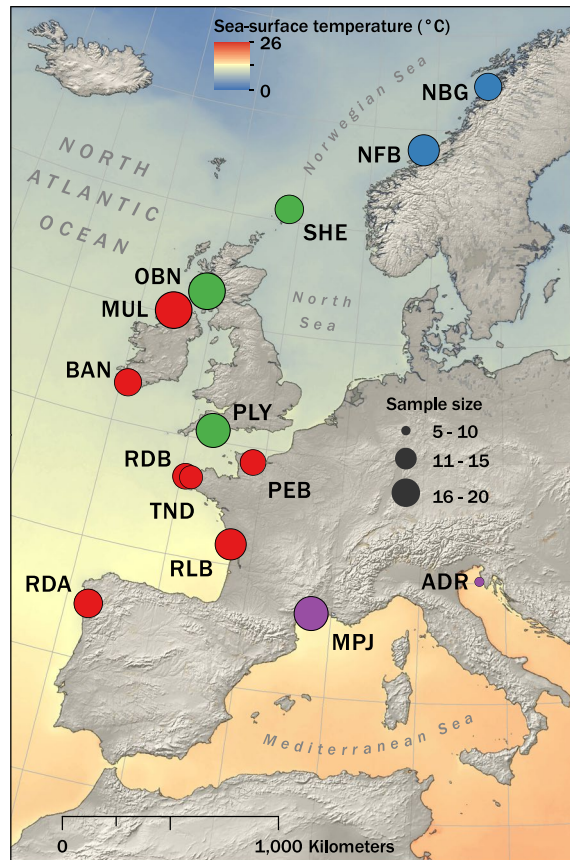 Sea-surface temperature (°C)
26
0
NBG
Norwegian Sea
NFB
NORTH
ATLANTIC
OCEAN
SHE
OBN
North
Sea
MUL
BAN
PLY
Sample size
5 - 10
11 - 15
16 - 20
RDB
PEB
TND
RLB
ADR
RDA
MPJ
Mediterranean Sea
0
1,000 Kilometers